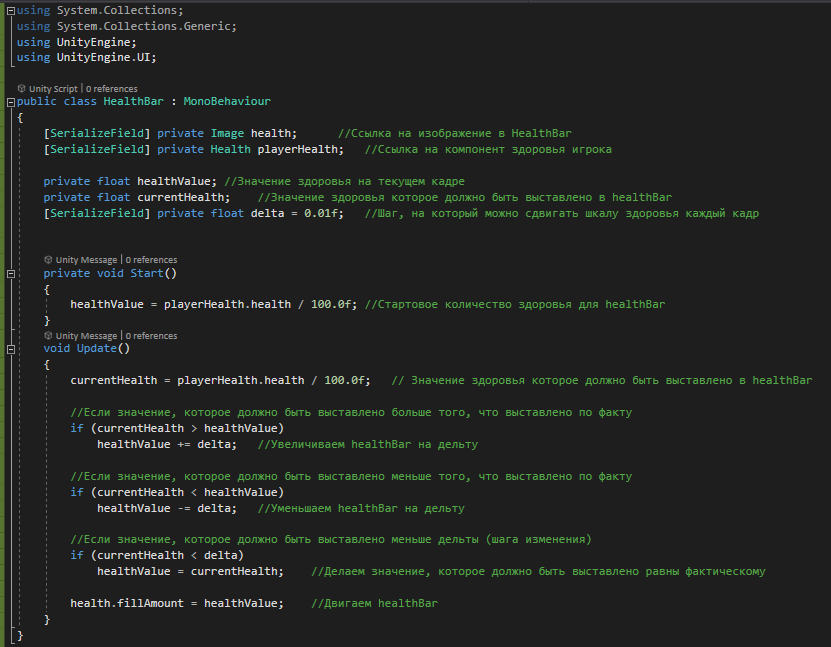 using System.Collections;
using System.Collections.Generic;
using UnityEngine;
using UnityEngine.UI;
Unity Script | 0 references
public class HealthBar : MonoBehaviour
{
[SerializeField] private Image health; //Ссылка на изображение в HealthBar
[SerializeField] private Health playerHealth; //Ссылка на компонент здоровья игрока
private float healthValue; //Значение здоровья на текущем кадре
private float currentHealth; //Значение здоровья которое должно быть выставлено в healthBar
[SerializeField] private float delta = 0.01f; //Шаг, на который можно сдвигать шкалу здоровья каждый кадр
Unity Message | 0 references
private void Start()
{
healthValue = playerHealth.health / 100.0f; //Стартовое количество здоровья для healthBar
}
Unity Message | 0 references
void Update()
{
currentHealth = playerHealth.health / 100.0f; // Значение здоровья которое должно быть выставлено в healthBar
//Если значение, которое должно быть выставлено больше того, что выставлено по факту
if (currentHealth > healthValue)
healthValue += delta; //Увеличиваем healthBar на дельту
//Если значение, которое должно быть выставлено меньше того, что выставлено по факту
if (currentHealth < healthValue)
healthValue -= delta; //Уменьшаем healthBar на дельту
//Если значение, которое должно быть выставлено меньше дельты (шага изменения)
if (currentHealth < delta)
healthValue = currentHealth; //Делаем значение, которое должно быть выставлено равны фактическому
health.fillAmount = healthValue; //Двигаем healthBar
}
}